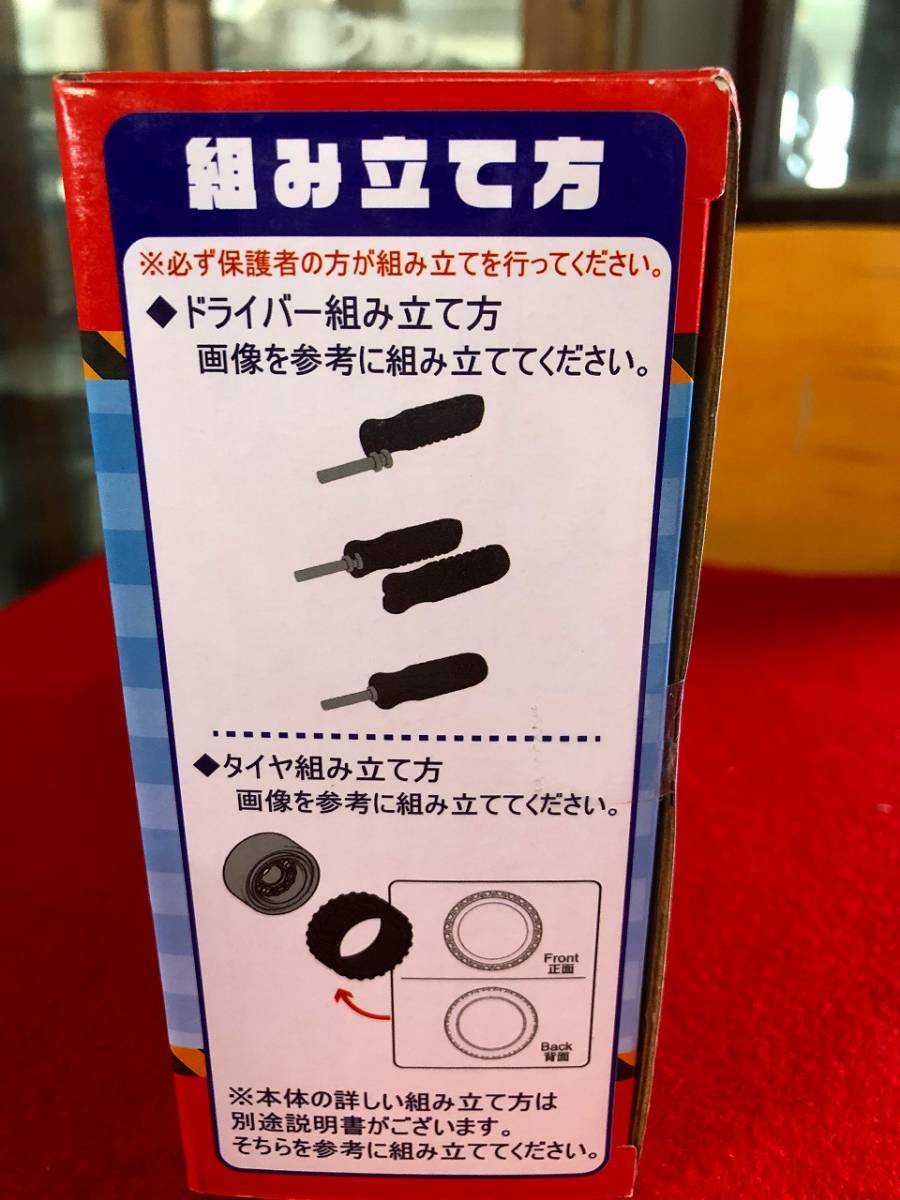 組み立て方
※必ず保護者の方が組み立てを行ってください。
◆ドライバー組み立て方
画像を参考に組み立ててください。
◆タイヤ組み立て方
画像を参考に組み立ててください。
Front
正面
Back
背面
※本体の詳しい組み立て方は
別途説明書がございます。
そちらを参考に組み立ててください。